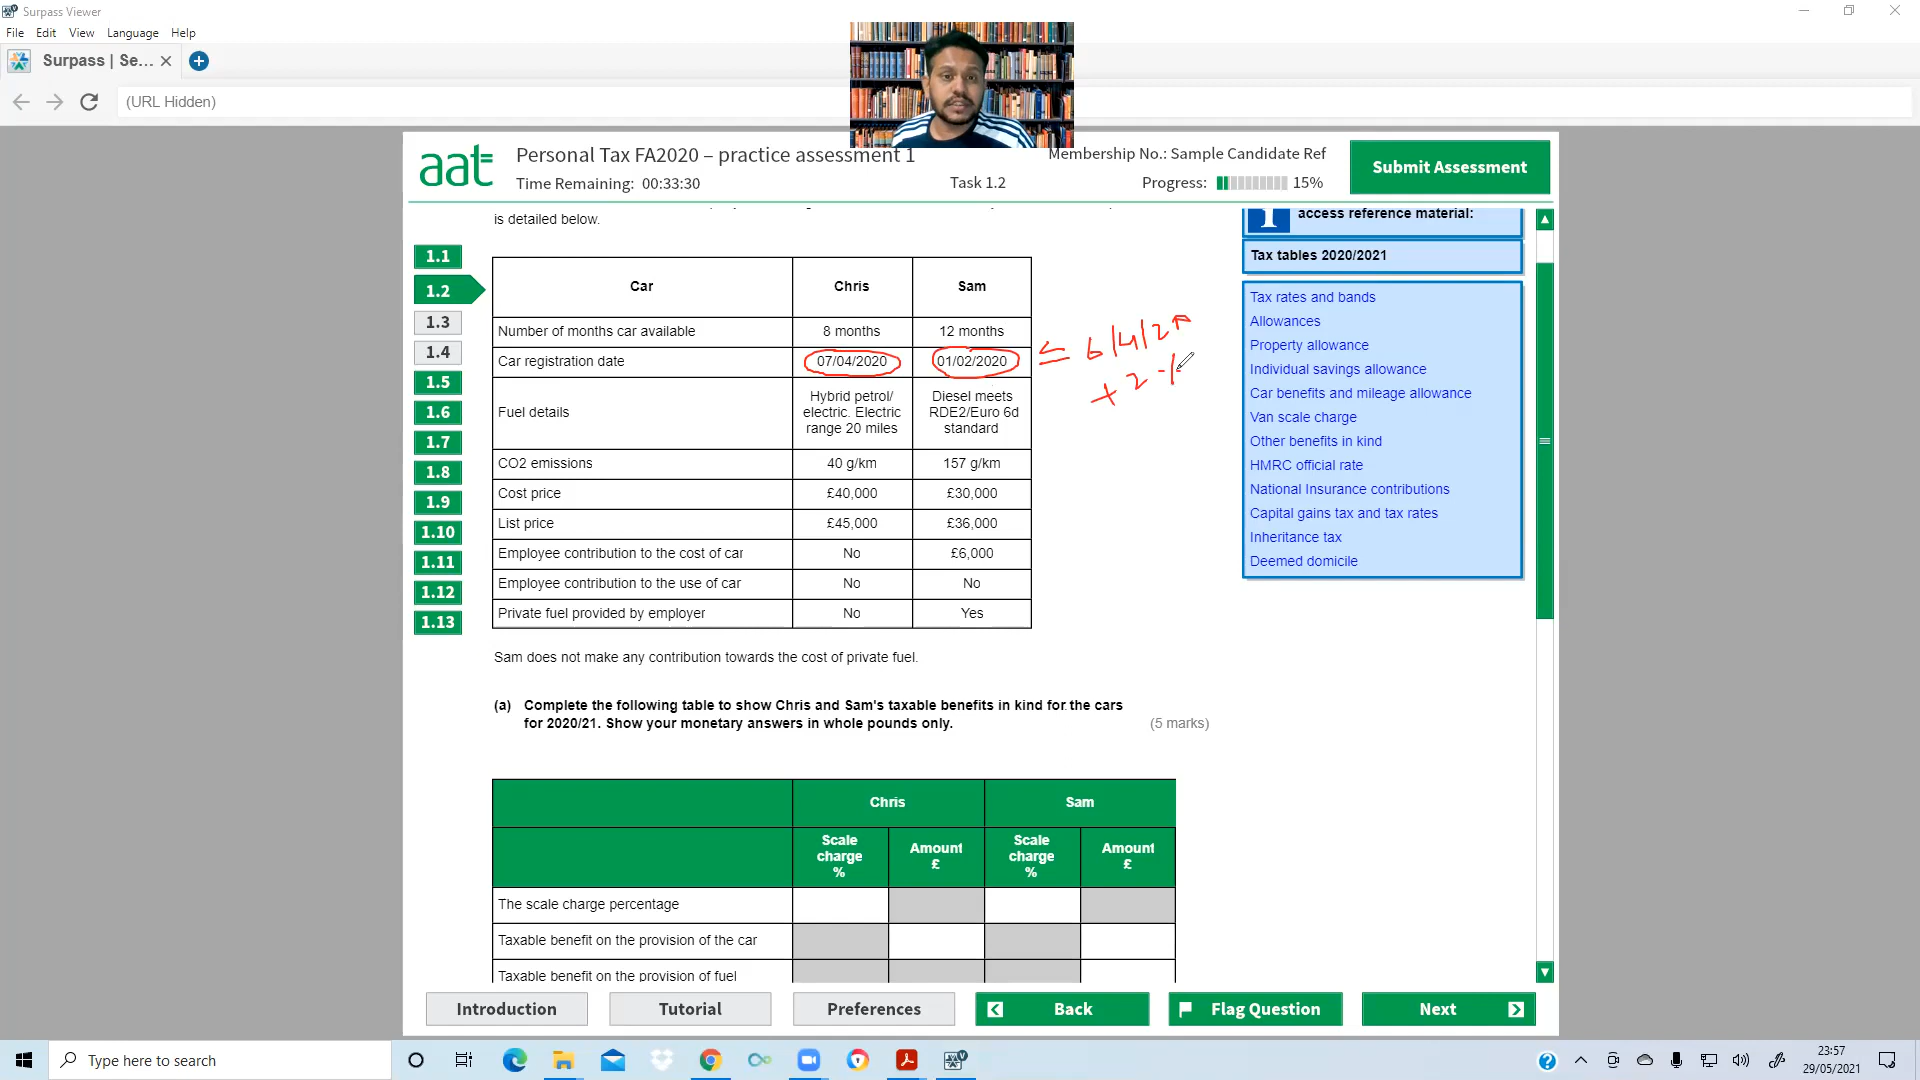 Surpass Viewer
File Edit View Language Help
Surpass | Se...
(URL Hidden)
aat
Personal Tax FA2020 – practice assessment 1
Time Remaining: 00:33:30
Task 1.2
Membership No.: Sample Candidate Ref
Progress: 15%
Submit Assessment
is detailed below.
1.1
1.2
1.3
1.4
1.5
1.6
1.7
1.8
1.9
1.10
1.11
1.12
1.13
Car Chris Sam
Number of months car available 8 months 12 months
Car registration date 07/04/2020 01/02/2020
Fuel details
Hybrid petrol/
electric. Electric
range 20 miles
Diesel meets
RDE2/Euro 6d
standard
CO2 emissions 40 g/km 157 g/km
Cost price £40,000 £30,000
List price £45,000 £36,000
Employee contribution to the cost of car No £6,000
Employee contribution to the use of car No No
Private fuel provided by employer No Yes
≤ 6/4/21
+ 2 %
Sam does not make any contribution towards the cost of private fuel.
(a) Complete the following table to show Chris and Sam's taxable benefits in kind for the cars
for 2020/21. Show your monetary answers in whole pounds only. (5 marks)
Chris Sam
Scale
charge
%
Amount
£
Scale
charge
%
Amount
£
The scale charge percentage
Taxable benefit on the provision of the car
Taxable benefit on the provision of fuel
access reference material:
Tax tables 2020/2021
Tax rates and bands
Allowances
Property allowance
Individual savings allowance
Car benefits and mileage allowance
Van scale charge
Other benefits in kind
HMRC official rate
National Insurance contributions
Capital gains tax and tax rates
Inheritance tax
Deemed domicile
Introduction
Tutorial
Preferences
Back
Flag Question
Next
Type here to search
23:57
29/05/2021